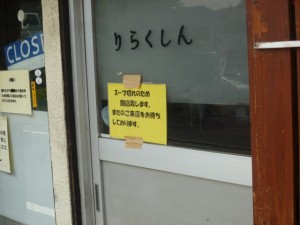 CLOSE
りらくしん
スープ切れのため
閉店致します。
またのご来店をお待ち
しております。